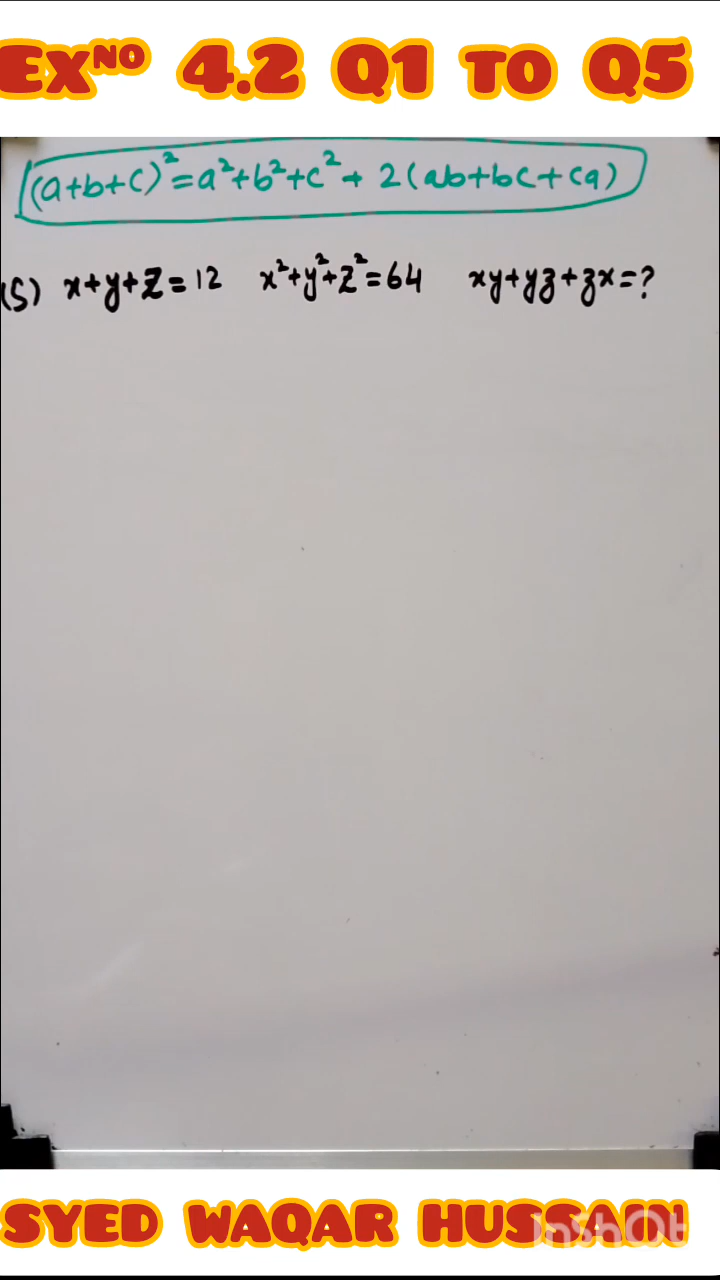 Exᴺᴼ 4.2 Q1 TO Q5
(a+b+c)²=a²+b²+c²+ 2(ab+bc+ca)
(5) x+y+z=12 x²+y²+z²=64 xy+yz+zx=?
SYED WAQAR HUSSAIN
InShOt